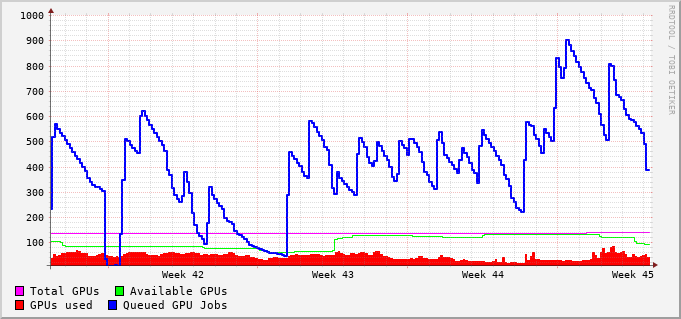 1000
900
800
700
600
500
400
300
200
100
Week 42 Week 43 Week 44 Week 45
Total GPUs Available GPUs
GPUs used Queued GPU Jobs
RRDTOOL / TOBI OETIKER